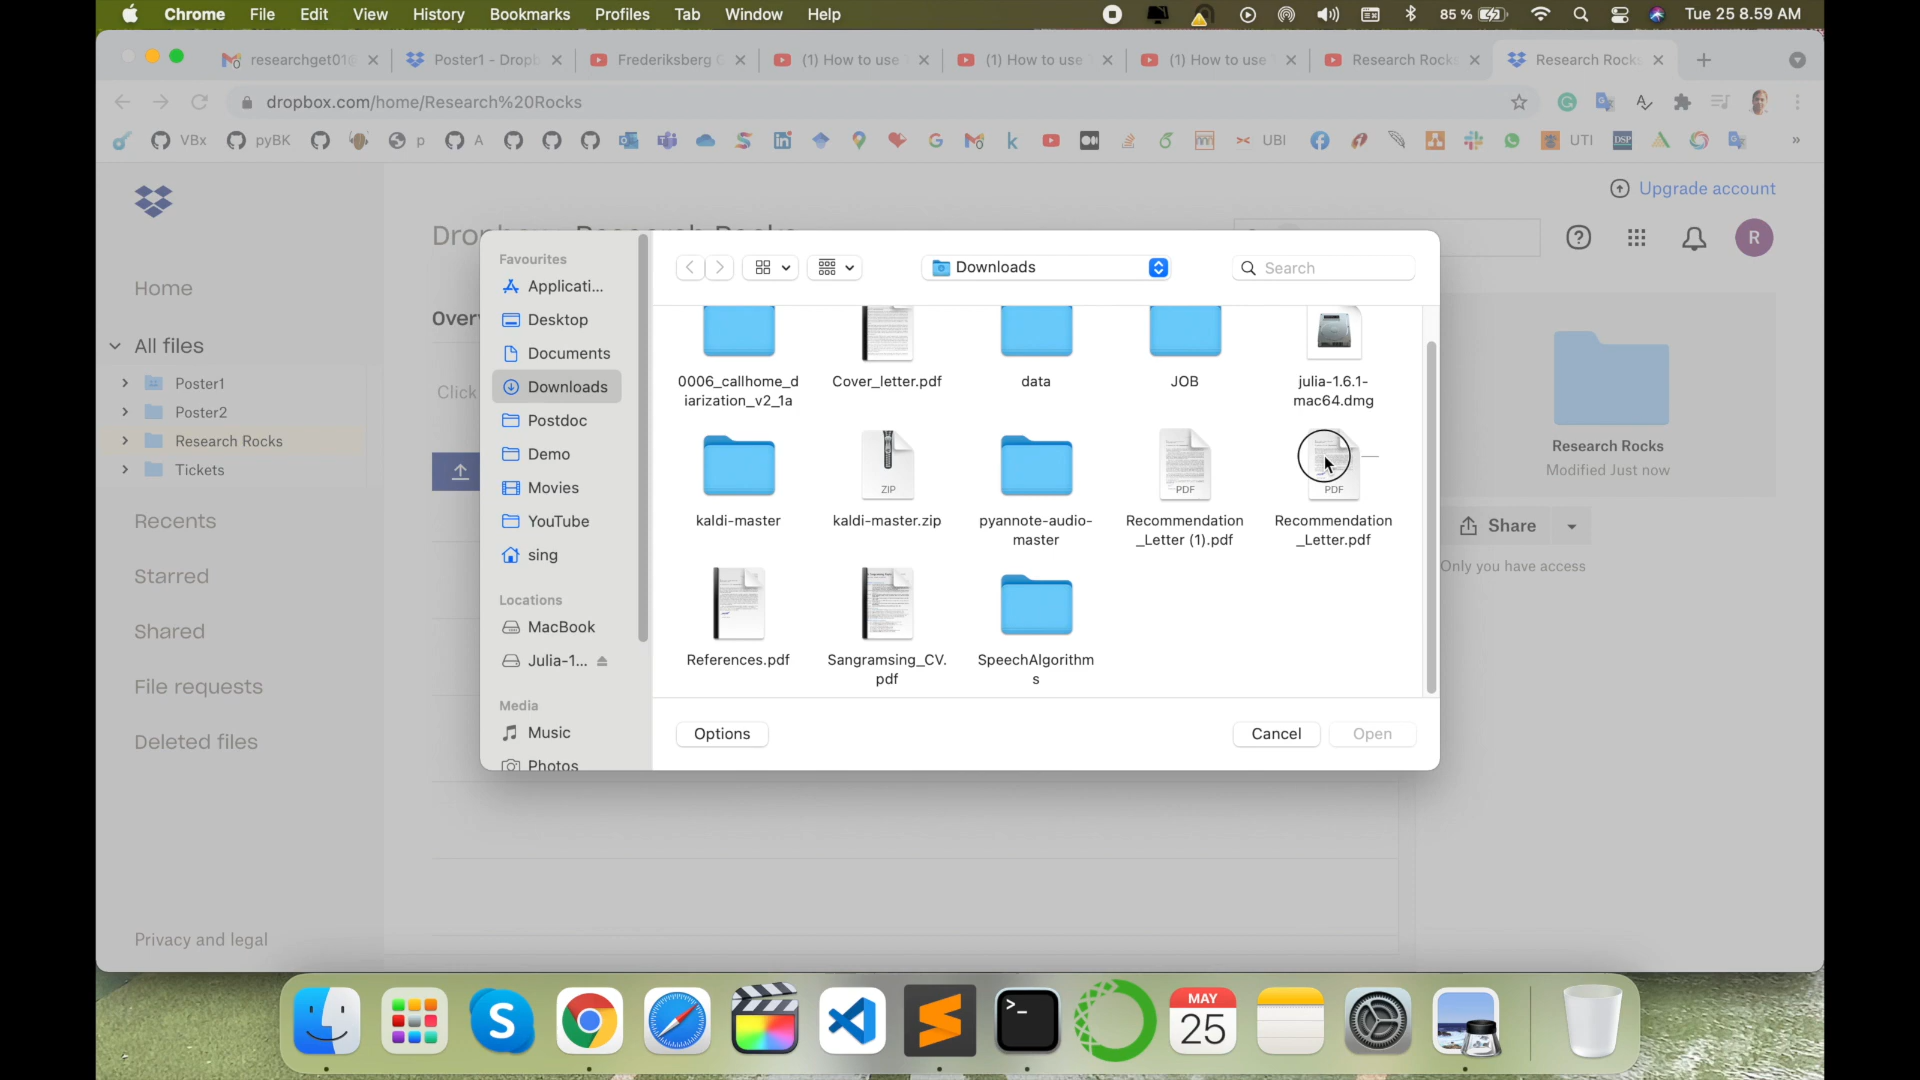 Chrome File Edit View History Bookmarks Profiles Tab Window Help 85 % Tue 25 8.59 AM
researchget01@ Poster1 - Dropb Frederiksberg G (1) How to use (1) How to use (1) How to use Research Rock Research Rock
dropbox.com/home/Research%20Rocks
VBx pyBK p A UBI UTI DSP »
Upgrade account
R
Home
All files
Poster1
Poster2
Research Rocks
Tickets
Recents
Starred
Shared
File requests
Deleted files
Privacy and legal
Over
Click
Favourites
Applicati...
Desktop
Documents
Downloads
Postdoc
Demo
Movies
YouTube
sing
Locations
MacBook
Julia-1...
Media
Music
Photos
Downloads
Search
0006_callhome_d
iarization_v2_1a
Cover_letter.pdf
data
JOB
julia-1.6.1-
mac64.dmg
kaldi-master
ZIP
kaldi-master.zip
pyannote-audio-
master
PDF
Recommendation
_Letter (1).pdf
PDF
Recommendation
_Letter.pdf
References.pdf
Sangramsing_CV.
pdf
SpeechAlgorithm
s
Options Cancel Open
Research Rocks
Modified Just now
Share
Only you have access
MAY
25